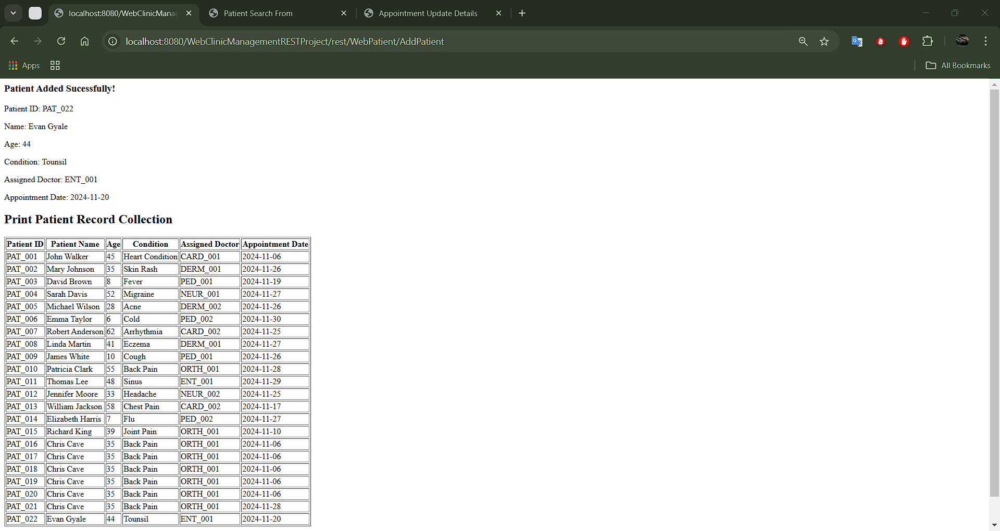 localhost:8080/WebClinicMana
Patient Search From
Appointment Update Details
localhost:8080/WebClinicManagementRESTProject/rest/WebPatient/AddPatient
Apps
All Bookmarks
Patient Added Sucessfully!
Patient ID: PAT_022
Name: Evan Gyale
Age: 44
Condition: Tounsil
Assigned Doctor: ENT_001
Appointment Date: 2024-11-20
Print Patient Record Collection
Patient ID Patient Name Age Condition Assigned Doctor Appointment Date
PAT_001 John Walker 45 Heart Condition CARD_001 2024-11-06
PAT_002 Mary Johnson 35 Skin Rash DERM_001 2024-11-26
PAT_003 David Brown 8 Fever PED_001 2024-11-19
PAT_004 Sarah Davis 52 Migraine NEUR_001 2024-11-27
PAT_005 Michael Wilson 28 Acne DERM_002 2024-11-26
PAT_006 Emma Taylor 6 Cold PED_002 2024-11-30
PAT_007 Robert Anderson 62 Arrhythmia CARD_002 2024-11-25
PAT_008 Linda Martin 41 Eczema DERM_001 2024-11-27
PAT_009 James White 10 Cough PED_001 2024-11-26
PAT_010 Patricia Clark 55 Back Pain ORTH_001 2024-11-28
PAT_011 Thomas Lee 48 Sinus ENT_001 2024-11-29
PAT_012 Jennifer Moore 33 Headache NEUR_002 2024-11-25
PAT_013 William Jackson 58 Chest Pain CARD_002 2024-11-17
PAT_014 Elizabeth Harris 7 Flu PED_002 2024-11-27
PAT_015 Richard King 39 Joint Pain ORTH_001 2024-11-10
PAT_016 Chris Cave 35 Back Pain ORTH_001 2024-11-06
PAT_017 Chris Cave 35 Back Pain ORTH_001 2024-11-06
PAT_018 Chris Cave 35 Back Pain ORTH_001 2024-11-06
PAT_019 Chris Cave 35 Back Pain ORTH_001 2024-11-06
PAT_020 Chris Cave 35 Back Pain ORTH_001 2024-11-06
PAT_021 Chris Cave 35 Back Pain ORTH_001 2024-11-28
PAT_022 Evan Gyale 44 Tounsil ENT_001 2024-11-20